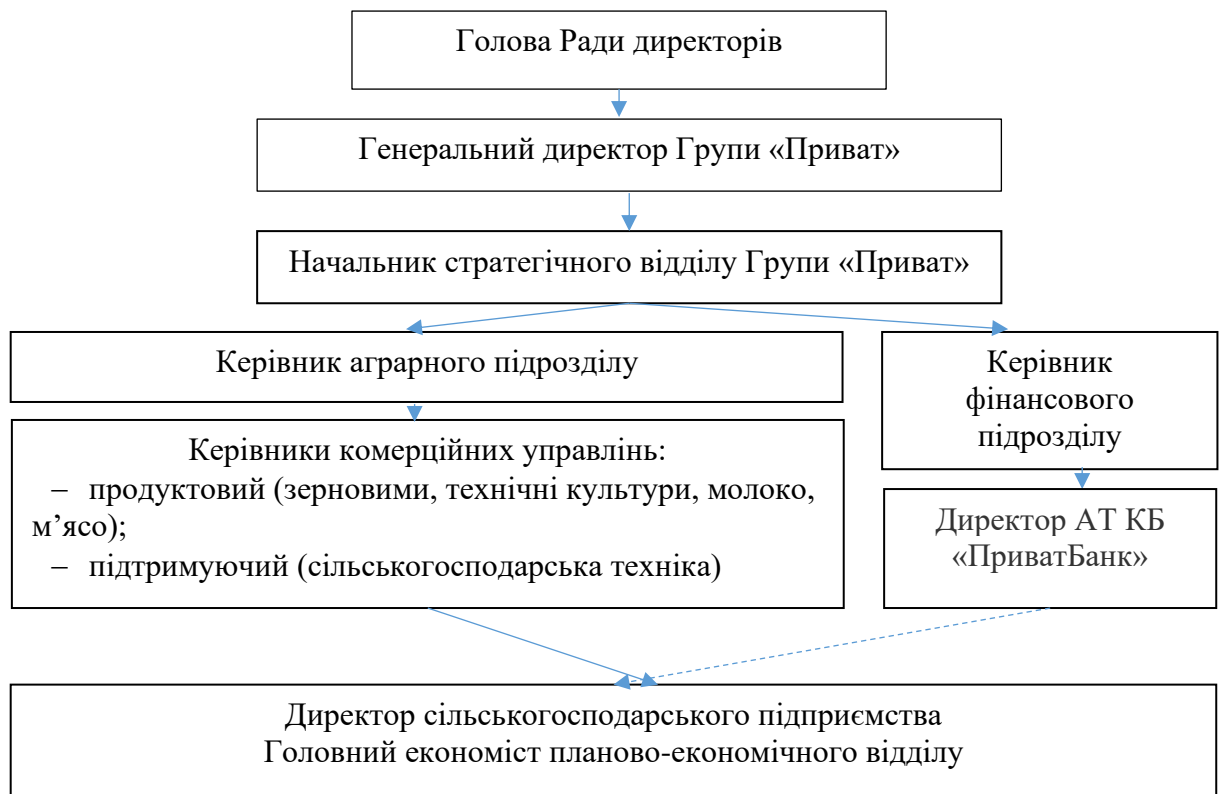 Голова Ради директорів
Генеральний директор Групи «Приват»
Начальник стратегічного відділу Групи «Приват»
Керівник аграрного підрозділу
Керівники комерційних управлінь:
– продуктовий (зерновими, технічні культури, молоко,
м’ясо);
– підтримуючий (сільськогосподарська техніка)
Керівник
фінансового
підрозділу
Директор АТ КБ
«ПриватБанк»
Директор сільськогосподарського підприємства
Головний економіст планово-економічного відділу